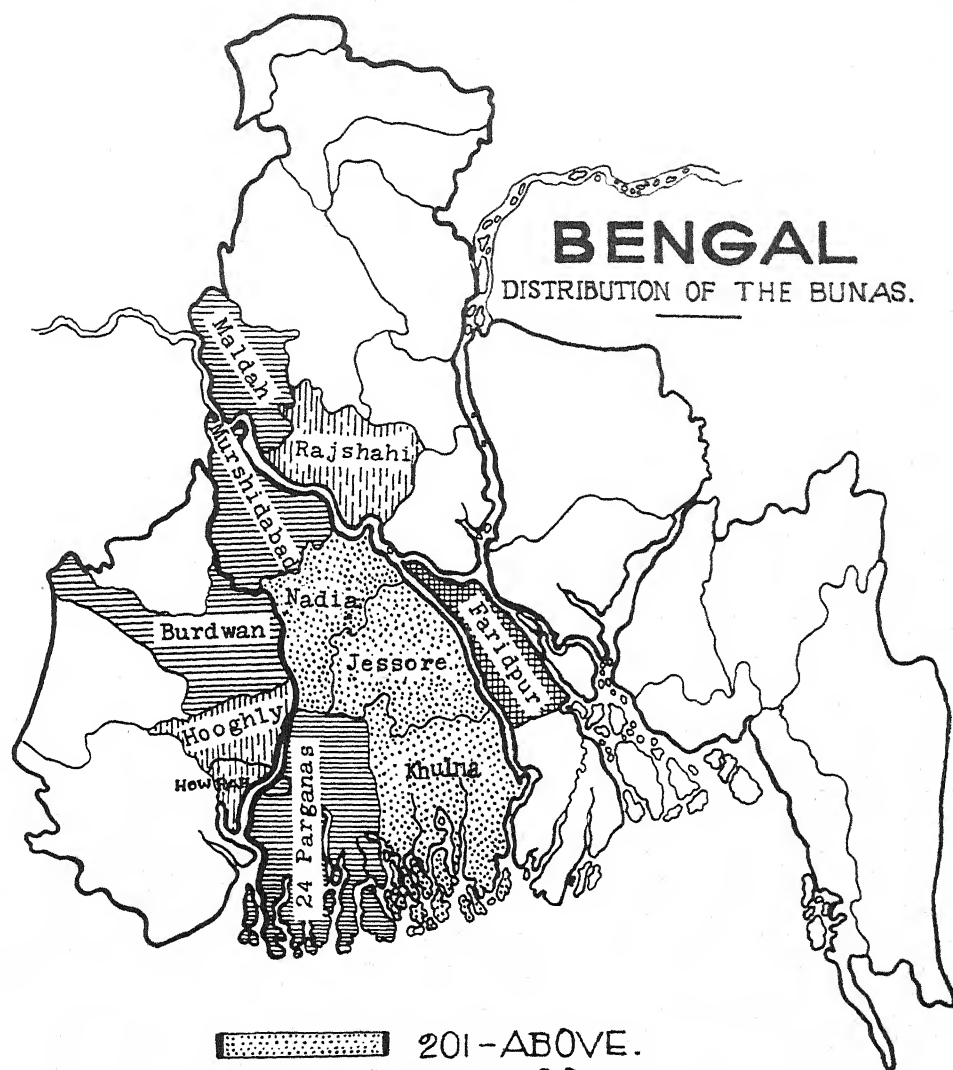 BENGAL
DISTRIBUTION OF THE BUNAS.
Maldah
Rajshahi
Murshidabad
Nadia
Burdwan
Faridpur
Jessore
Hooghly
Khulna
HOWRAH
24 Parganas
201-ABOVE.